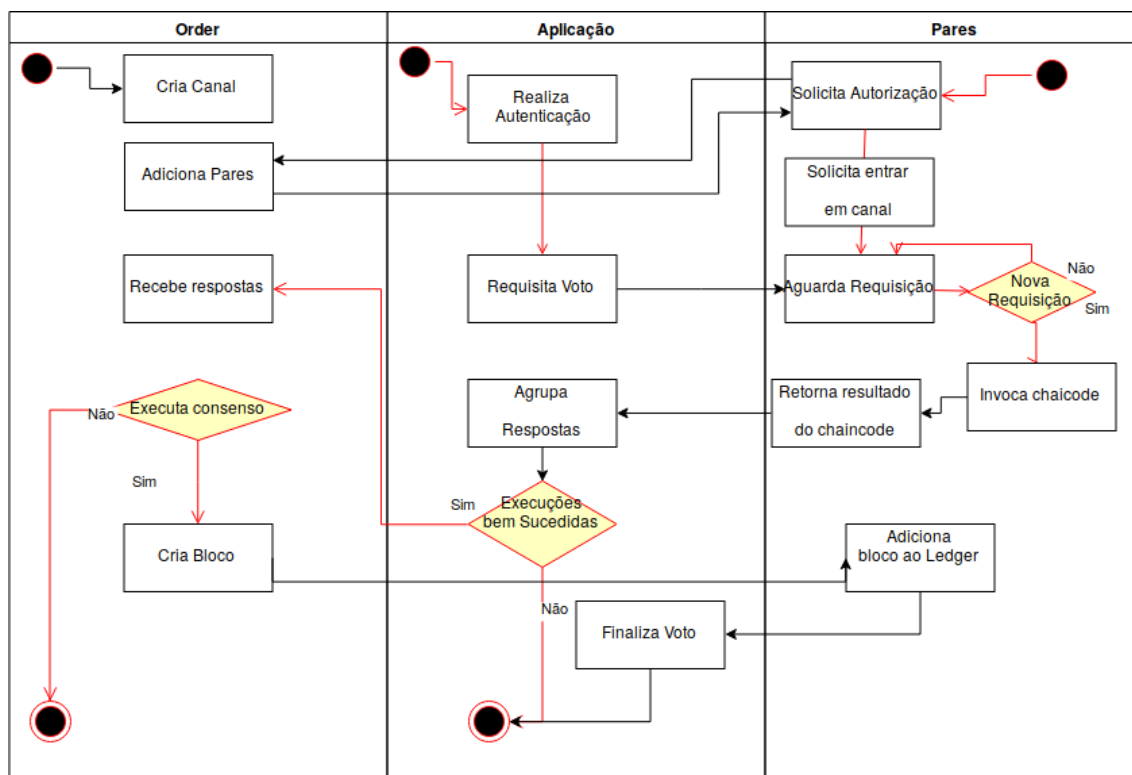 Order
Aplicação
Pares
Cria Canal
Realiza
Autenticação
Solicita Autorização
Adiciona Pares
Solicita entrar
em canal
Recebe respostas
Requisita Voto
Aguarda Requisição
Nova
Requisição
Não
Sim
Executa consenso
Não
Sim
Agrupa
Respostas
Retorna resultado
do chaincode
Invoca chaicode
Execuções
bem Sucedidas
Sim
Não
Cria Bloco
Adiciona
bloco ao Ledger
Finaliza Voto